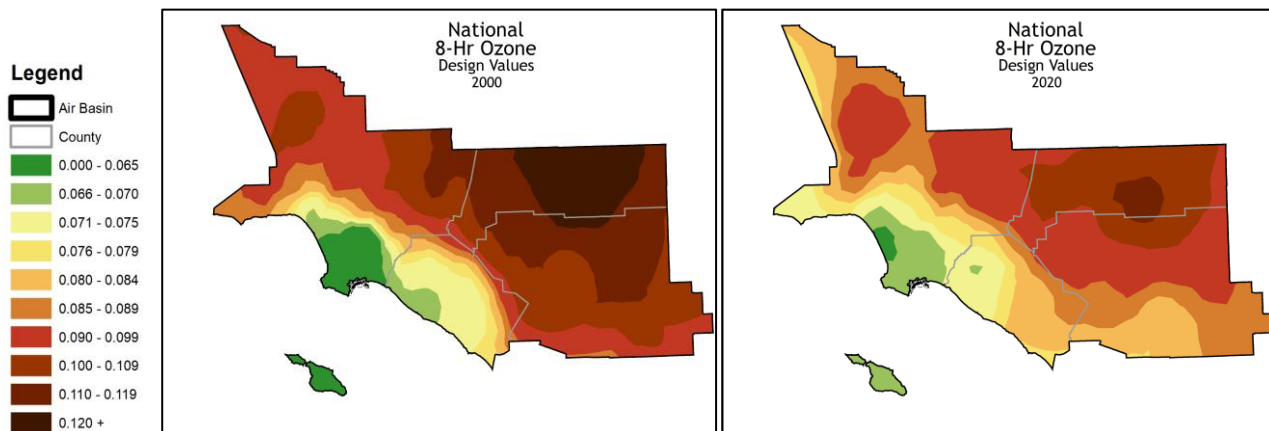 Legend
Air Basin
County
0.000 - 0.065
0.066 - 0.070
0.071 - 0.075
0.076 - 0.079
0.080 - 0.084
0.085 - 0.089
0.090 - 0.099
0.100 - 0.109
0.110 - 0.119
0.120 +
National
8-Hr Ozone
Design Values
2000
National
8-Hr Ozone
Design Values
2020